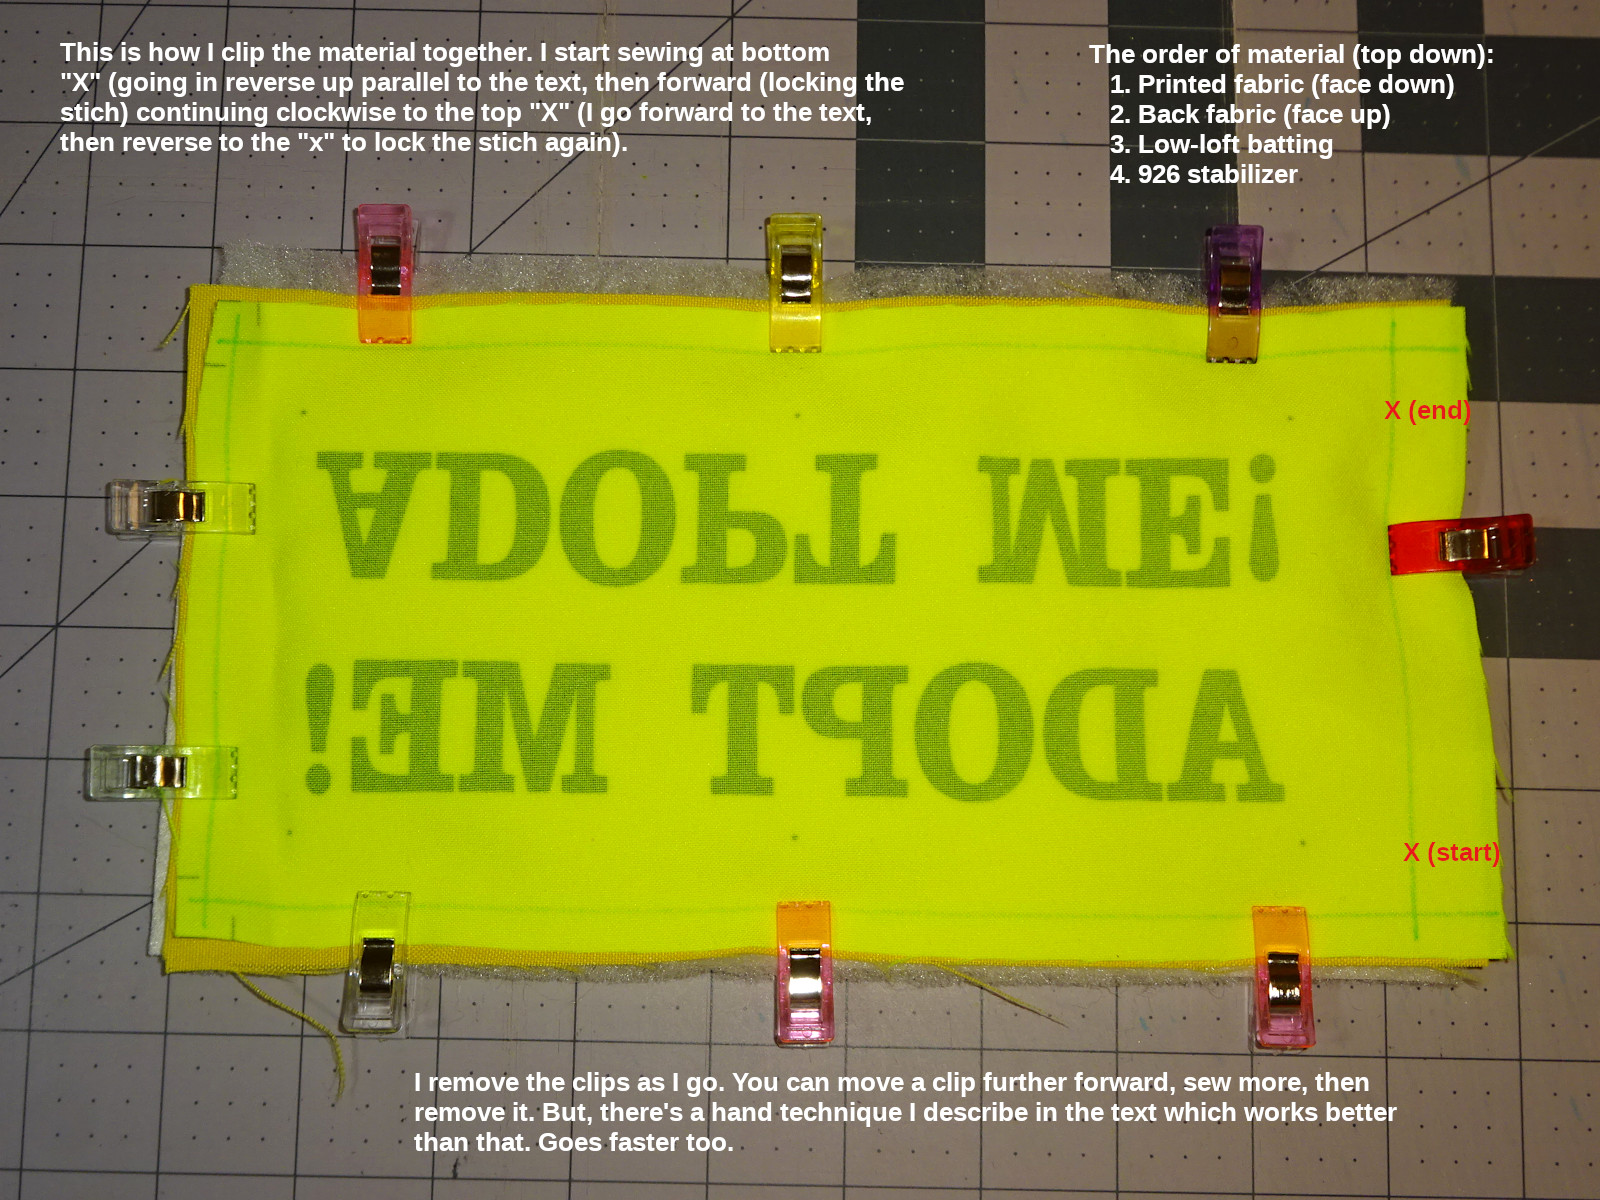 This is how I clip the material together. I start sewing at bottom
"X" (going in reverse up parallel to the text, then forward (locking the
stich) continuing clockwise to the top "X" (I go forward to the text,
then reverse to the "x" to lock the stich again).
The order of material (top down):
1. Printed fabric (face down)
2. Back fabric (face up)
3. Low-loft batting
4. 926 stabilizer
X (end)
ADOPT ME!
ADOPT ME!
X (start)
I remove the clips as I go. You can move a clip further forward, sew more, then
remove it. But, there's a hand technique I describe in the text which works better
than that. Goes faster too.